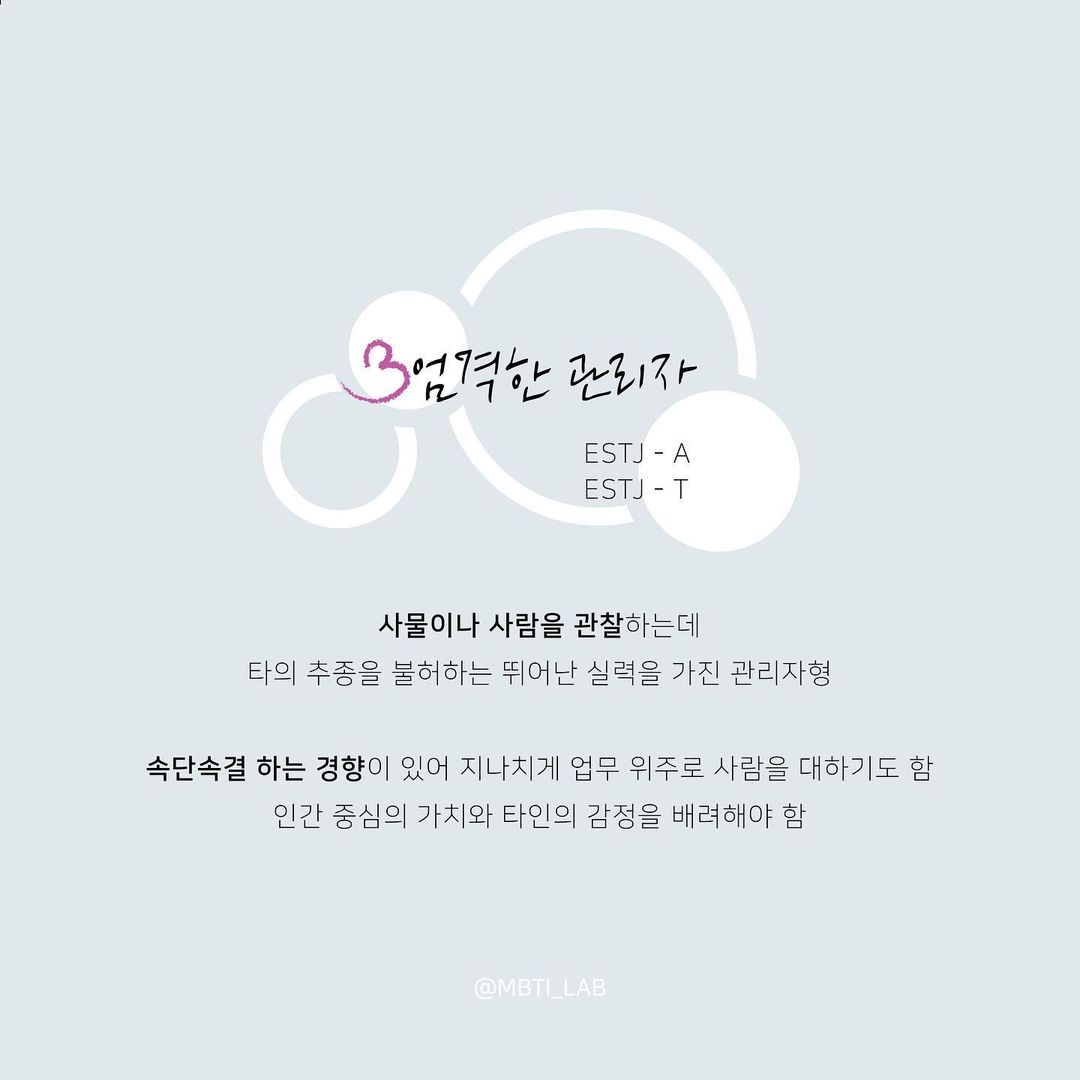 3 엄격한 관리자
ESTJ - A
ESTJ - T
사물이나 사람을 관찰하는데
타의 추종을 불허하는 뛰어난 실력을 가진 관리자형
속단속결 하는 경향이 있어 지나치게 업무 위주로 사람을 대하기도 함
인간 중심의 가치와 타인의 감정을 배려해야 함
@MBTI_LAB